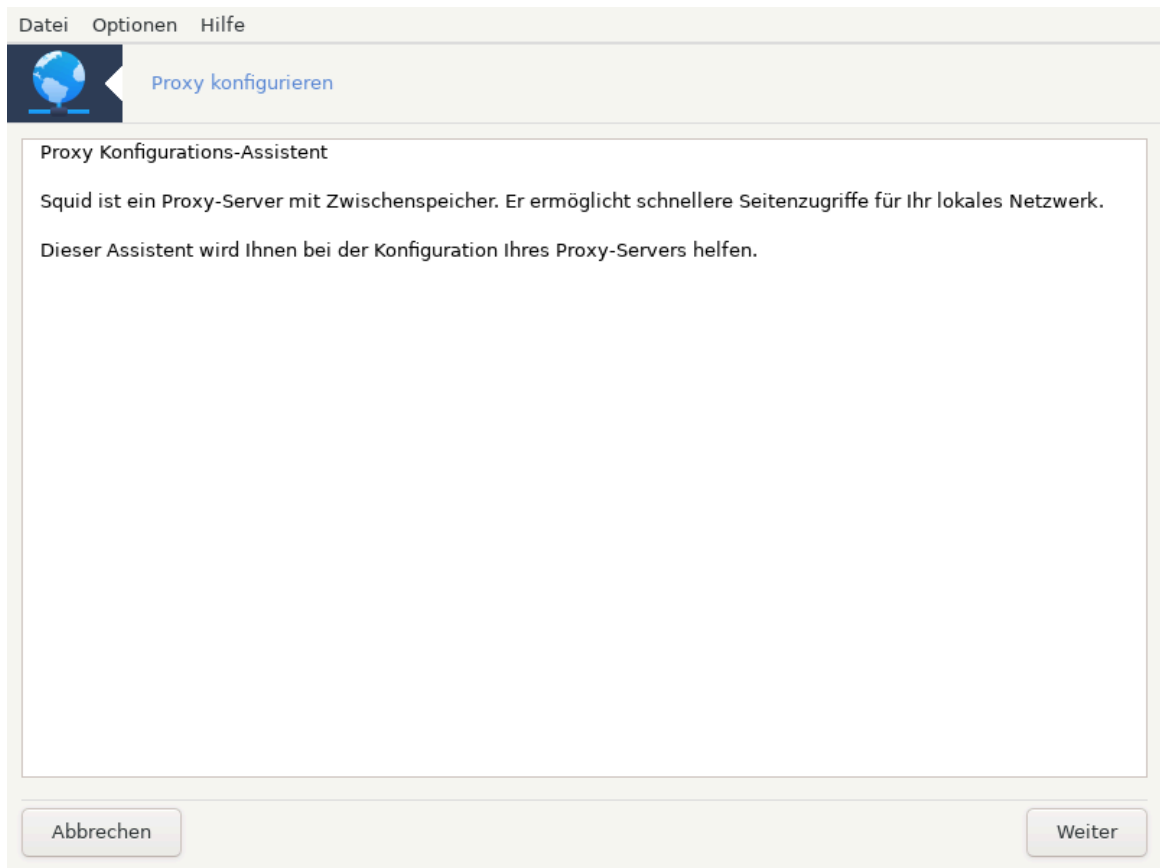 Datei Optionen Hilfe
Proxy konfigurieren
Proxy Konfigurations-Assistent
Squid ist ein Proxy-Server mit Zwischenspeicher. Er ermöglicht schnellere Seitenzugriffe für Ihr lokales Netzwerk.
Dieser Assistent wird Ihnen bei der Konfiguration Ihres Proxy-Servers helfen.
Abbrechen Weiter